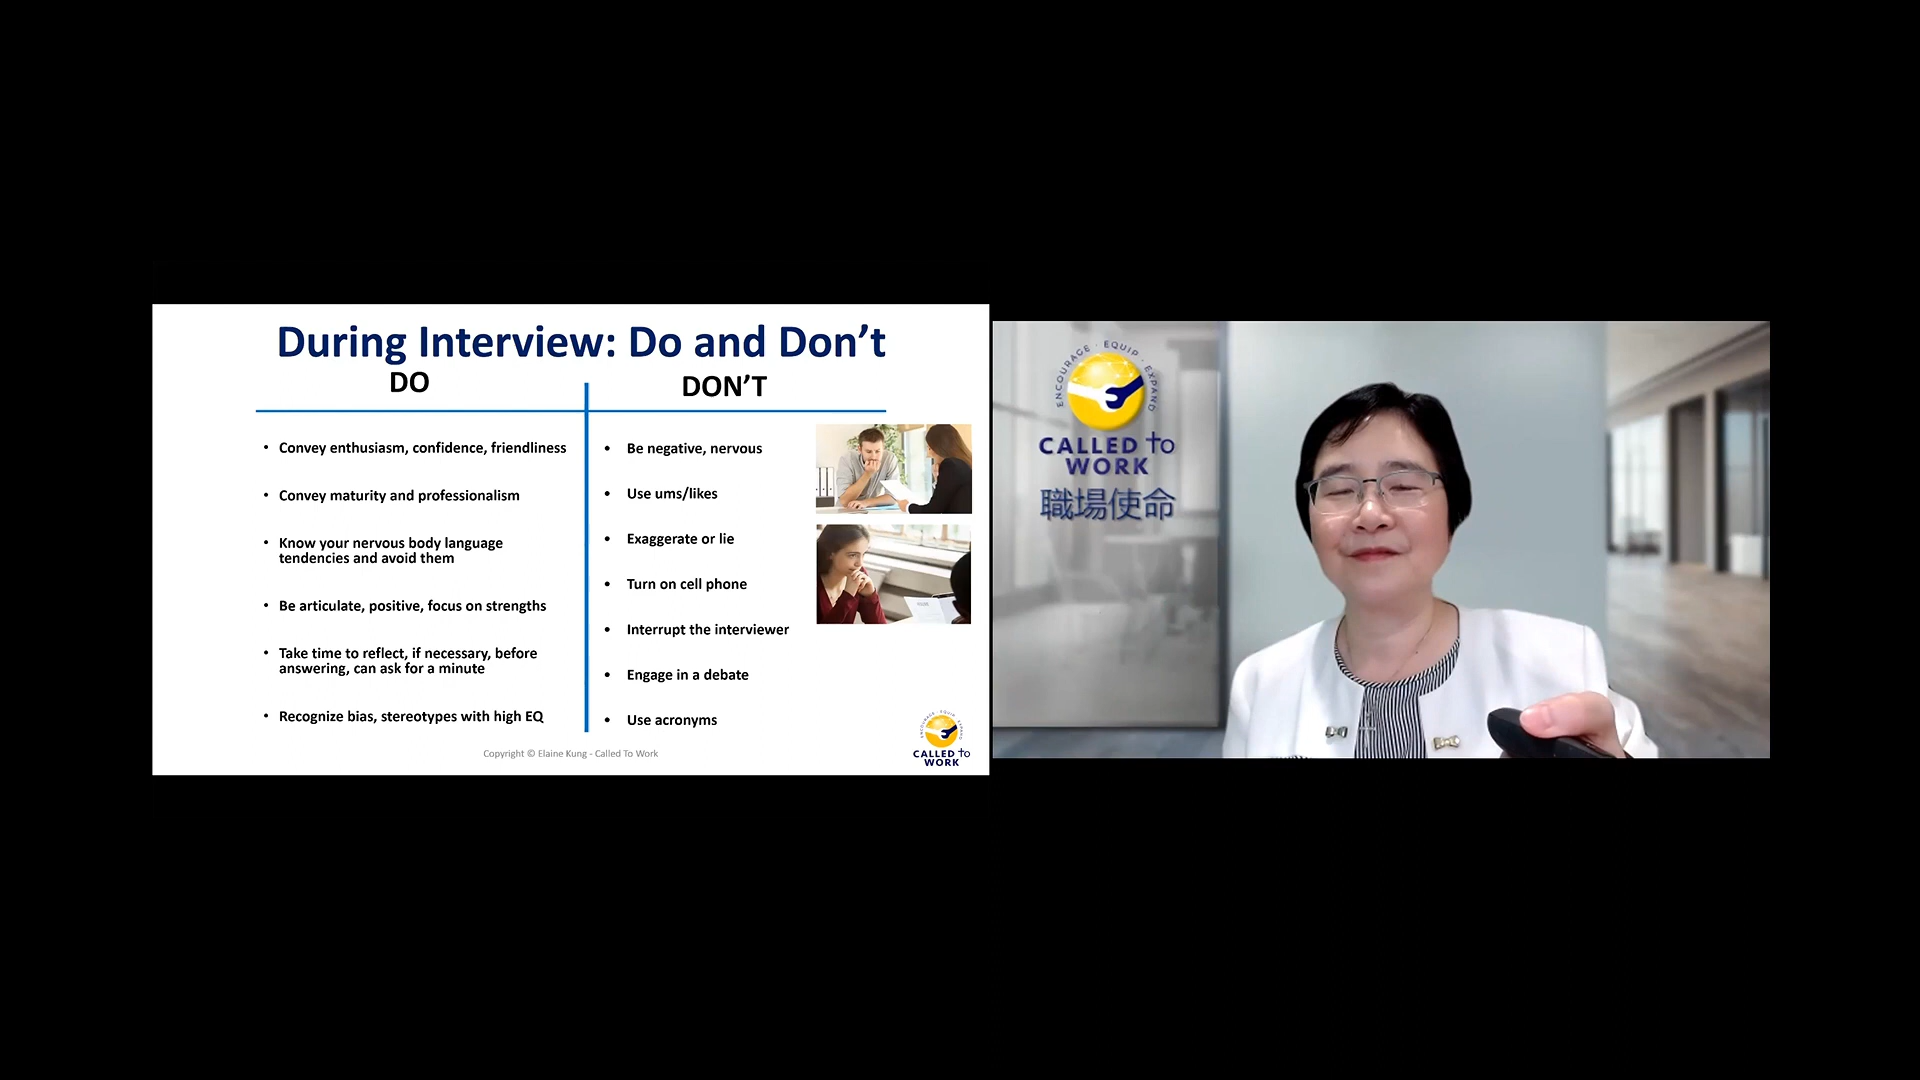 During Interview: Do and Don’t
DO
• Convey enthusiasm, confidence, friendliness
• Convey maturity and professionalism
• Know your nervous body language
tendencies and avoid them
• Be articulate, positive, focus on strengths
• Take time to reflect, if necessary, before
answering, can ask for a minute
• Recognize bias, stereotypes with high EQ
DON’T
• Be negative, nervous
• Use ums/likes
• Exaggerate or lie
• Turn on cell phone
• Interrupt the interviewer
• Engage in a debate
• Use acronyms
Copyright © Elaine Kung - Called To Work
ENCOURAGE · EQUIP · EXPAND
CALLED to
WORK
ENCOURAGE · EQUIP · EXPAND
CALLED to
WORK
職場使命